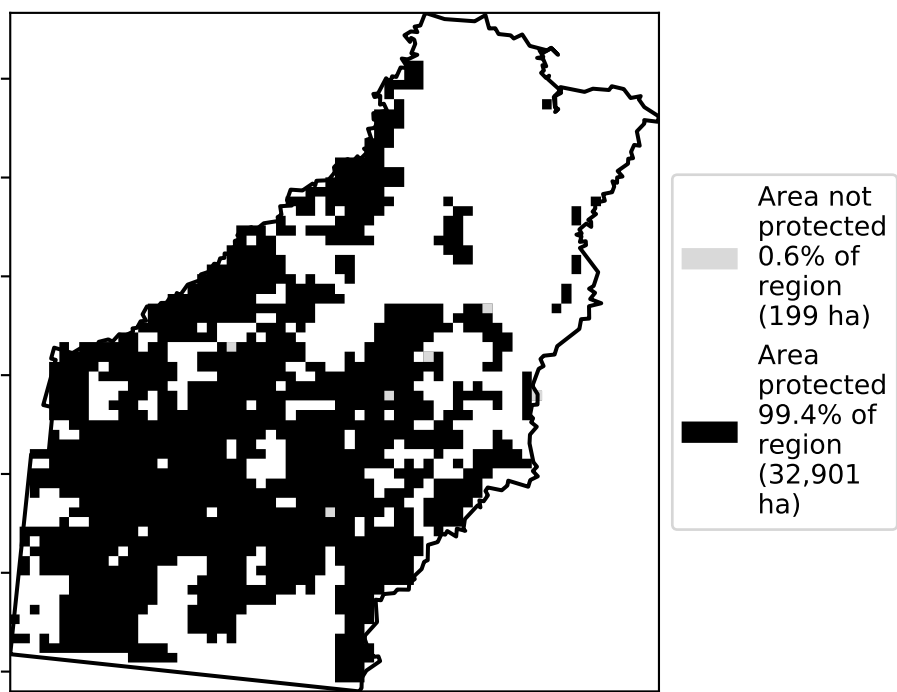 Area not
protected
0.6% of
region
(199 ha)
Area
protected
99.4% of
region
(32,901
ha)